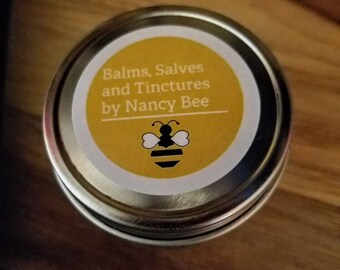 Balms, Salves
and Tinctures
by Nancy Bee